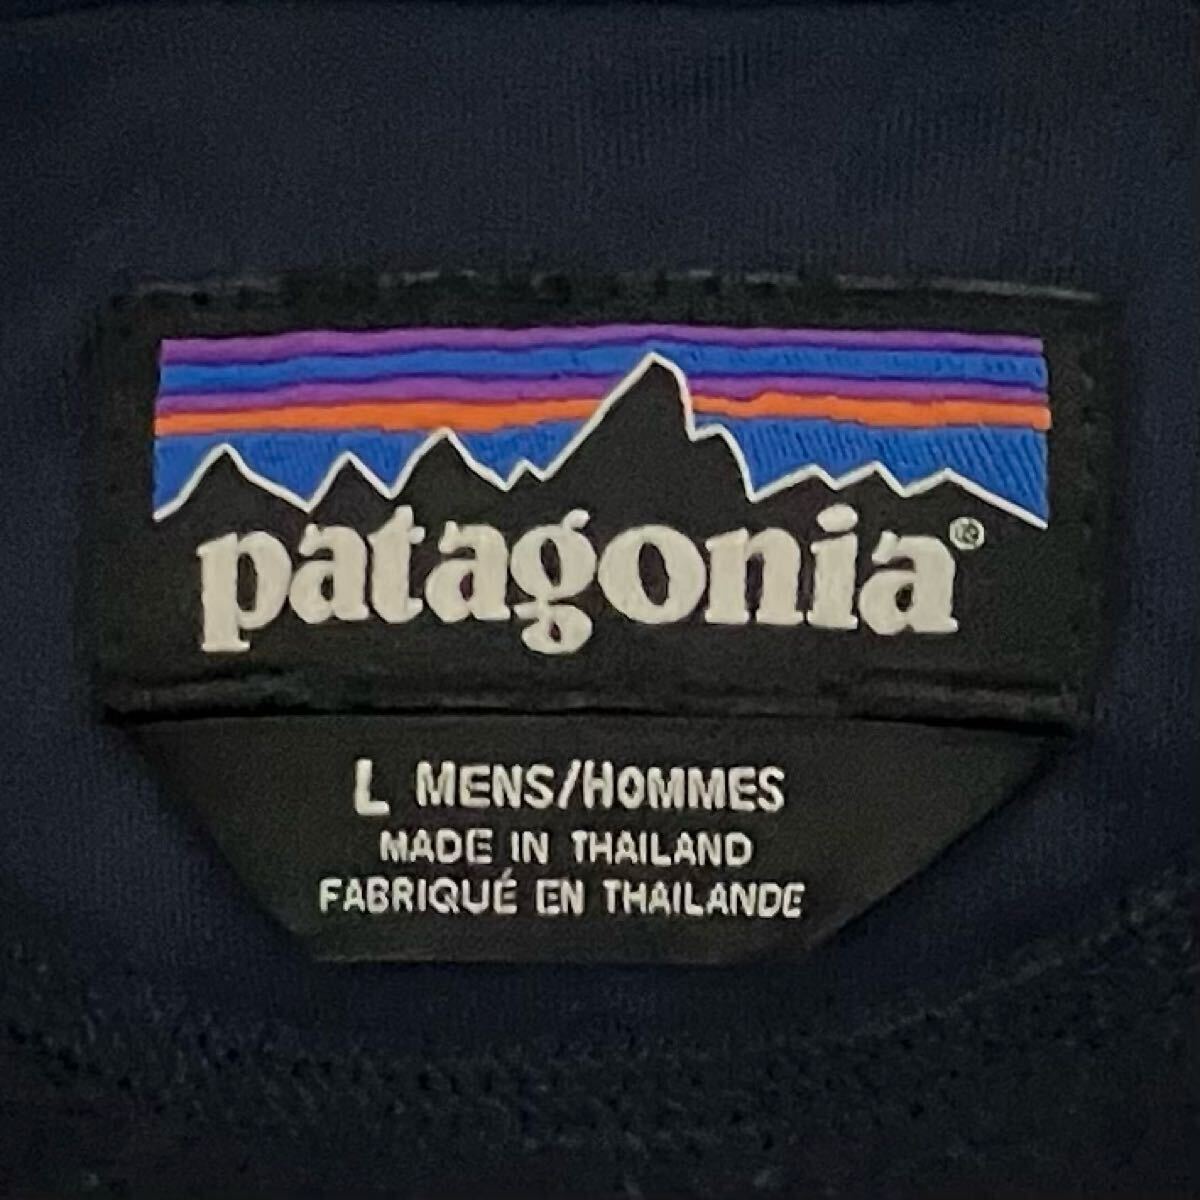 patagonia®
L MENS/HOMMES
MADE IN THAILAND
FABRIQUÉ EN THAILANDE